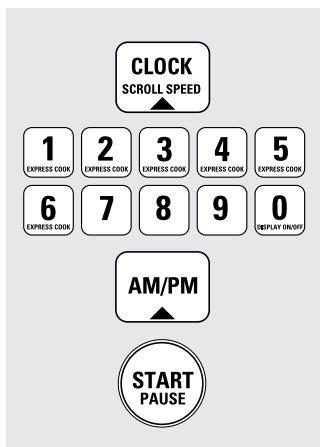 CLOCK
SCROLL SPEED
1 2 3 4 5
EXPRESS COOK EXPRESS COOK EXPRESS COOK EXPRESS COOK EXPRESS COOK
6 7 8 9 0
EXPRESS COOK DISPLAY ON/OFF
AM/PM
START
PAUSE